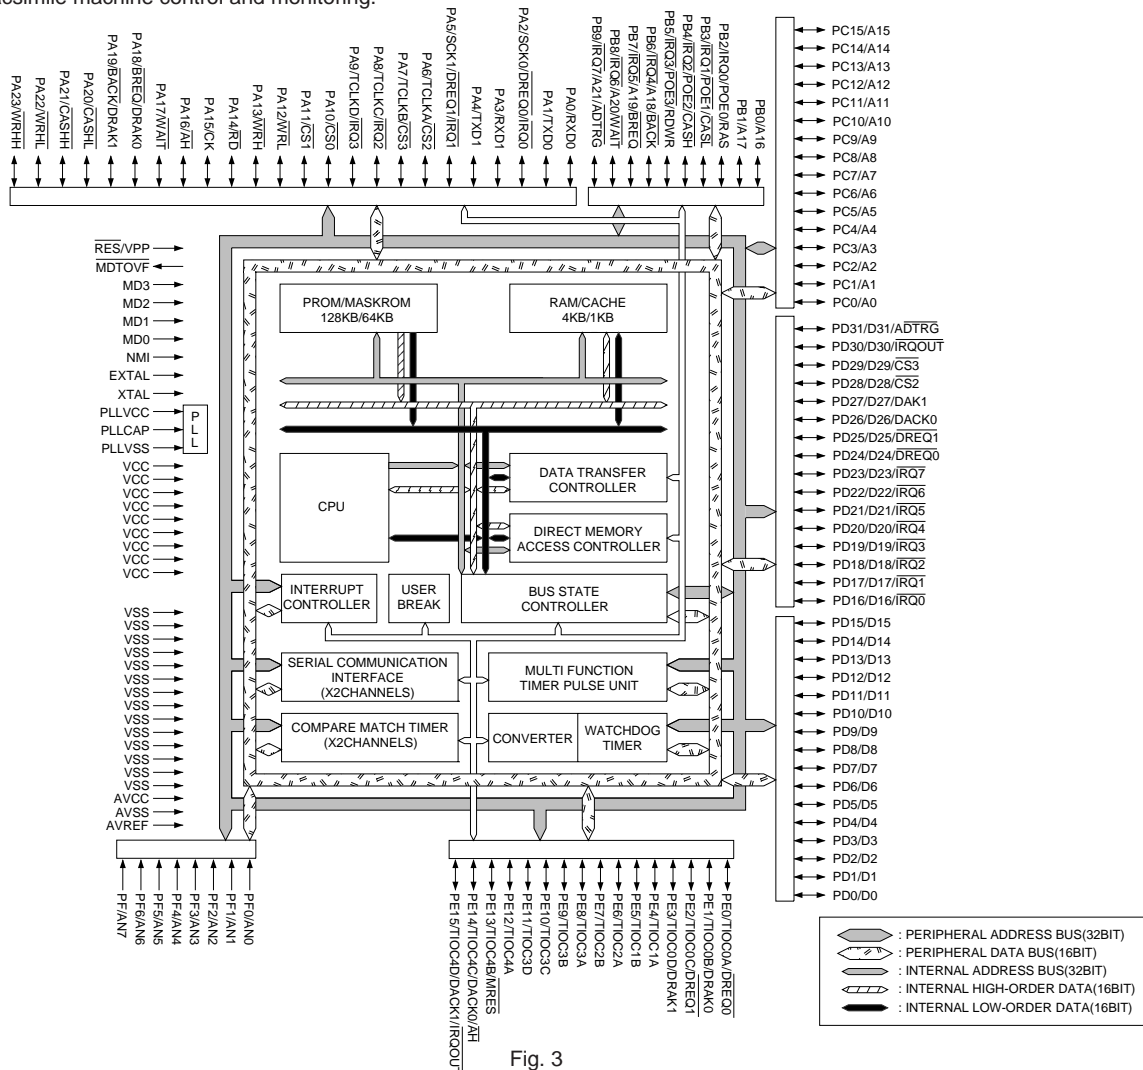 acsimile machine control and monitoring.
PA23/WRHH
PA22/WRHL
PA21/CASHH
PA20/CASHL
PA19/BACK/DRAK1
PA18/BREQ/DRAK0
PA17/WAIT
PA16/AH
PA15/CK
PA14/RD
PA13/WRH
PA12/WRL
PA11/CS1
PA10/CS0
PA9/TCLKD/IRQ3
PA8/TCLKC/IRQ2
PA7/TCLKB/CS3
PA6/TCLKA/CS2
PA5/SCK1/DREQ1/IRQ1
PA4/TXD1
PA3/RXD1
PA2/SCK0/DREQ0/IRQ0
PA1/TXD0
PA0/RXD0
PB9/IRQ7/A21/ADTRG
PB8/IRQ6/A20/WAIT
PB7/IRQ5/A19/BREQ
PB6/IRQ4/A18/BACK
PB5/IRQ3/POE3/RDWR
PB4/IRQ2/POE2/CASH
PB3/IRQ1/POE1/CASL
PB2/IRQ0/POE0/RAS
PB1/A17
PB0/A16
PC15/A15
PC14/A14
PC13/A13
PC12/A12
PC11/A11
PC10/A10
PC9/A9
PC8/A8
PC7/A7
PC6/A6
PC5/A5
PC4/A4
PC3/A3
PC2/A2
PC1/A1
PC0/A0
RES/VPP
MDTOVF
MD3
MD2
MD1
MD0
NMI
EXTAL
XTAL
PLLVCC
PLLCAP
PLLVSS
PLL
VCC
VCC
VCC
VCC
VCC
VCC
VCC
VCC
VCC
VSS
VSS
VSS
VSS
VSS
VSS
VSS
VSS
VSS
VSS
VSS
VSS
VSS
VSS
AVCC
AVSS
AVREF
PROM/MASKROM
128KB/64KB
RAM/CACHE
4KB/1KB
CPU
DATA TRANSFER
CONTROLLER
DIRECT MEMORY
ACCESS CONTROLLER
INTERRUPT
CONTROLLER
USER
BREAK
BUS STATE
CONTROLLER
SERIAL COMMUNICATION
INTERFACE
(X2CHANNELS)
MULTI FUNCTION
TIMER PULSE UNIT
COMPARE MATCH TIMER
(X2CHANNELS)
CONVERTER
WATCHDOG
TIMER
PD31/D31/ADTRG
PD30/D30/IRQOUT
PD29/D29/CS3
PD28/D28/CS2
PD27/D27/DAK1
PD26/D26/DACK0
PD25/D25/DREQ1
PD24/D24/DREQ0
PD23/D23/IRQ7
PD22/D22/IRQ6
PD21/D21/IRQ5
PD20/D20/IRQ4
PD19/D19/IRQ3
PD18/D18/IRQ2
PD17/D17/IRQ1
PD16/D16/IRQ0
PD15/D15
PD14/D14
PD13/D13
PD12/D12
PD11/D11
PD10/D10
PD9/D9
PD8/D8
PD7/D7
PD6/D6
PD5/D5
PD4/D4
PD3/D3
PD2/D2
PD1/D1
PD0/D0
PF/AN7
PF6/AN6
PF5/AN5
PF4/AN4
PF3/AN3
PF2/AN2
PF1/AN1
PF0/AN0
PE15/TIOC4D/DACK1/IRQOUT
PE14/TIOC4C/DACK0/AH
PE13/TIOC4B/MRES
PE12/TIOC4A
PE11/TIOC3D
PE10/TIOC3C
PE9/TIOC3B
PE8/TIOC3A
PE7/TIOC2B
PE6/TIOC2A
PE5/TIOC1B
PE4/TIOC1A
PE3/TIOC0D/DRAK1
PE2/TIOC0C/DREQ1
PE1/TIOC0B/DRAK0
PE0/TIOC0A/DREQ0
: PERIPHERAL ADDRESS BUS(32BIT)
: PERIPHERAL DATA BUS(16BIT)
: INTERNAL ADDRESS BUS(32BIT)
: INTERNAL HIGH-ORDER DATA(16BIT)
: INTERNAL LOW-ORDER DATA(16BIT)
Fig. 3